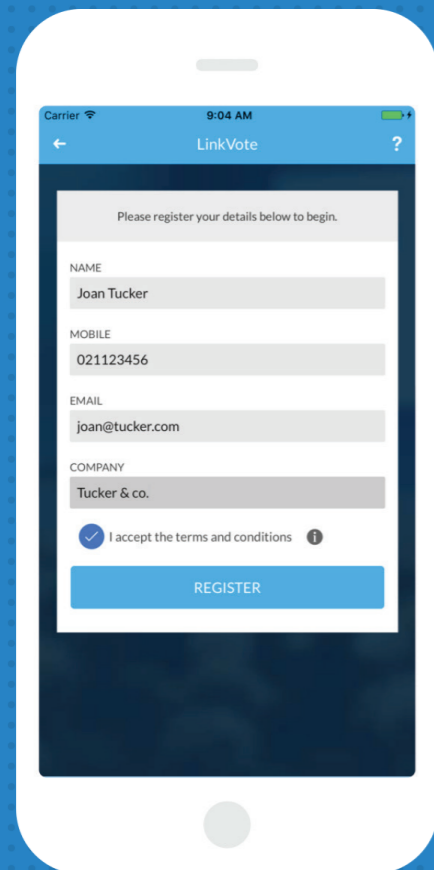 Carrier 9:04 AM
LinkVote ?
Please register your details below to begin.
NAME
Joan Tucker
MOBILE
021123456
EMAIL
joan@tucker.com
COMPANY
Tucker & co.
I accept the terms and conditions i
REGISTER